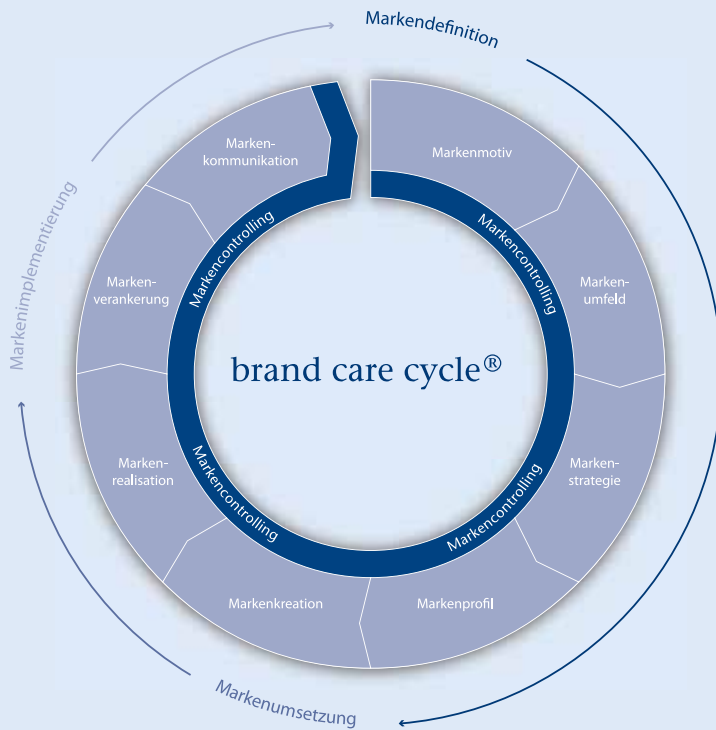 Markendefinition
Markenmotiv
Marken-
umfeld
Marken-
strategie
Markenprofil
Markenkreation
Marken-
realisation
Marken-
verankerung
Marken-
kommunikation
Markencontrolling
Markencontrolling
Markencontrolling
Markencontrolling
brand care cycle®
Markenumsetzung
Markenimplementierung